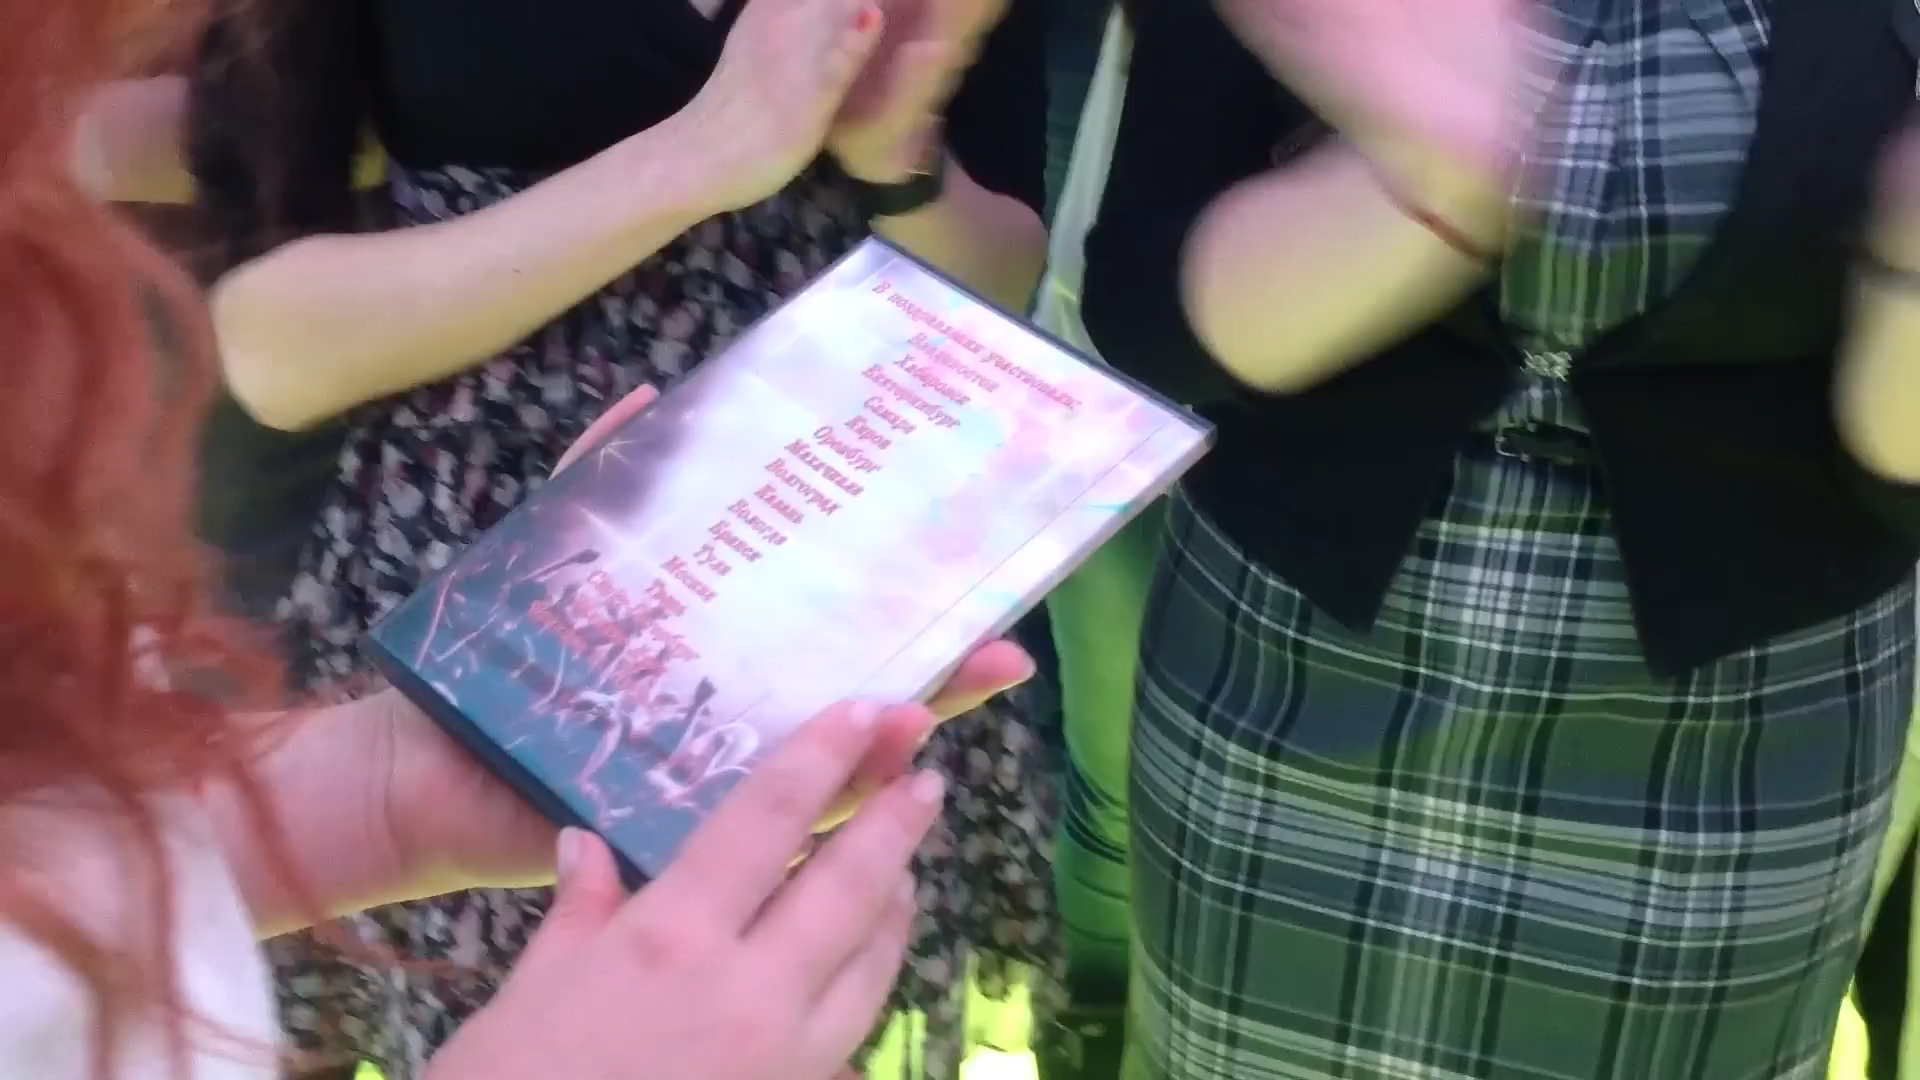 В поздравлении участвовали:
Владивосток
Хабаровск
Екатеринбург
Самара
Киров
Оренбург
Махачкала
Волгоград
Казань
Вологда
Брянск
Тула
Москва